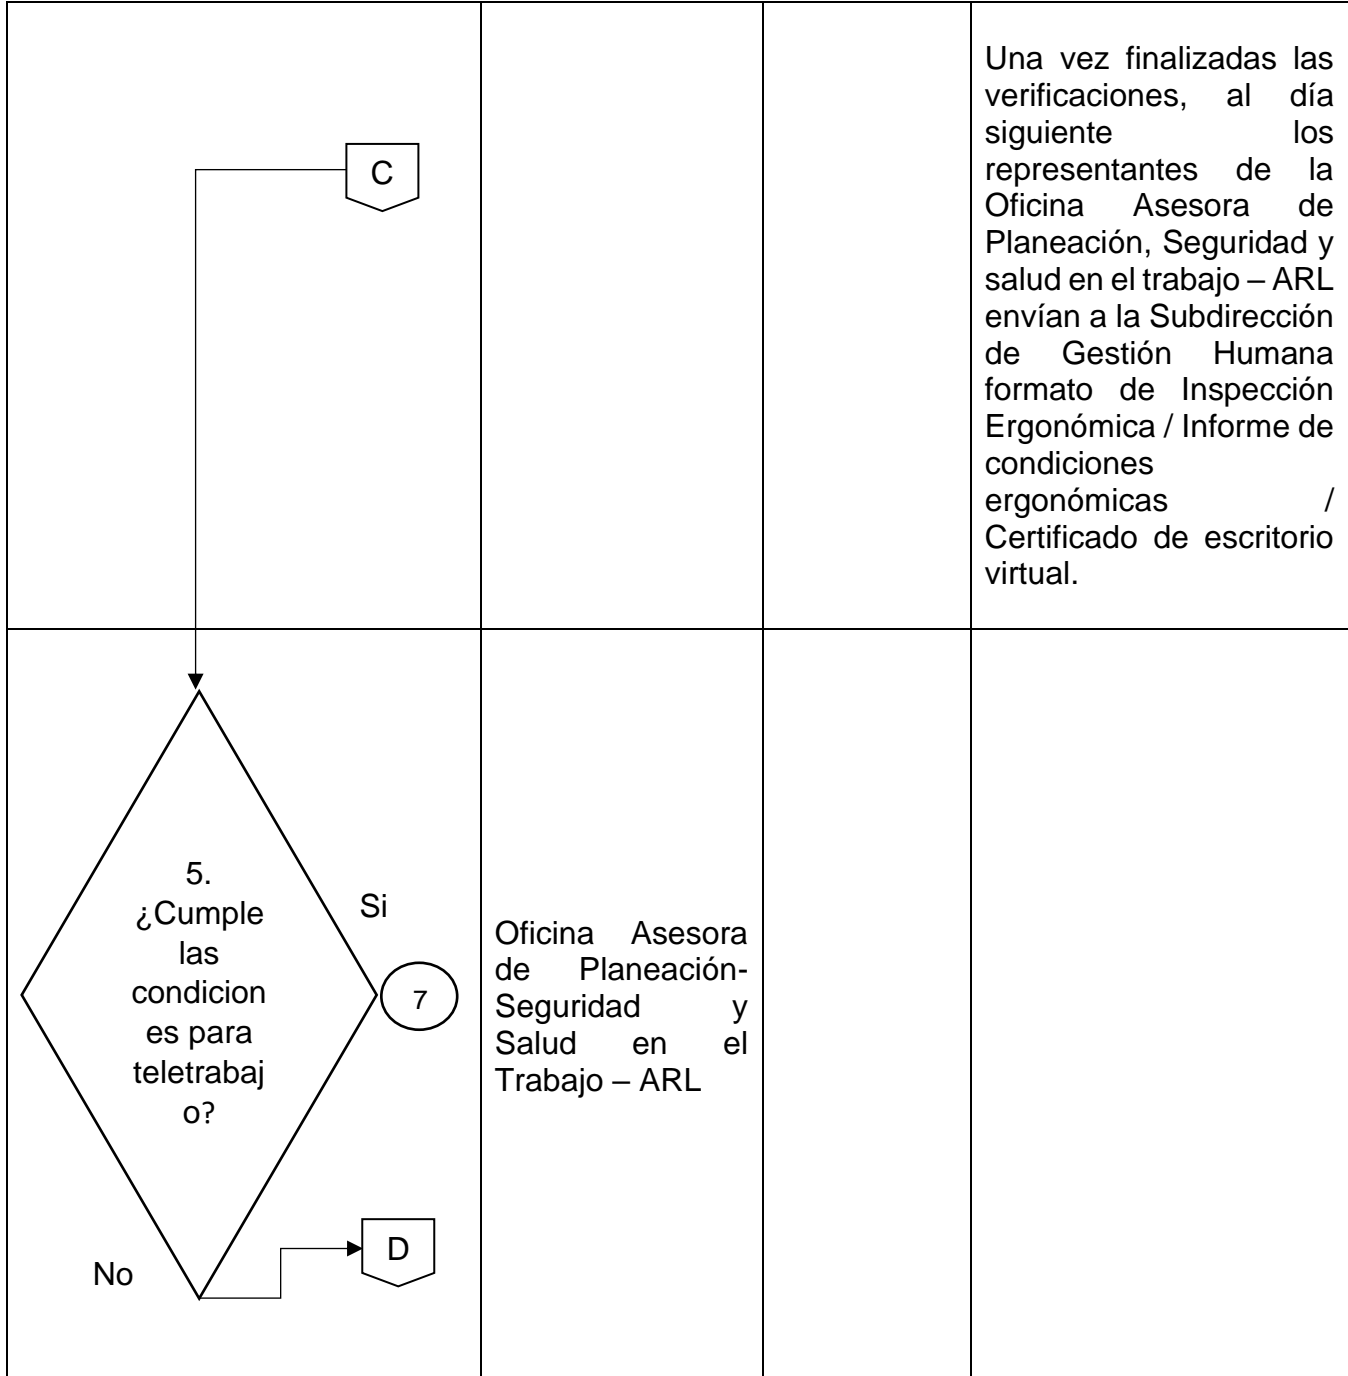 Una vez finalizadas las
verificaciones, al día
siguiente los
representantes de la
Oficina Asesora de
Planeación, Seguridad y
salud en el trabajo – ARL
envían a la Subdirección
de Gestión Humana
formato de Inspección
Ergonómica / Informe de
condiciones
ergonómicas /
Certificado de escritorio
virtual.
C
5.
¿Cumple
las
condicion
es para
teletrabaj
o?
Si
7
No
D
Oficina Asesora
de Planeación-
Seguridad y
Salud en el
Trabajo – ARL